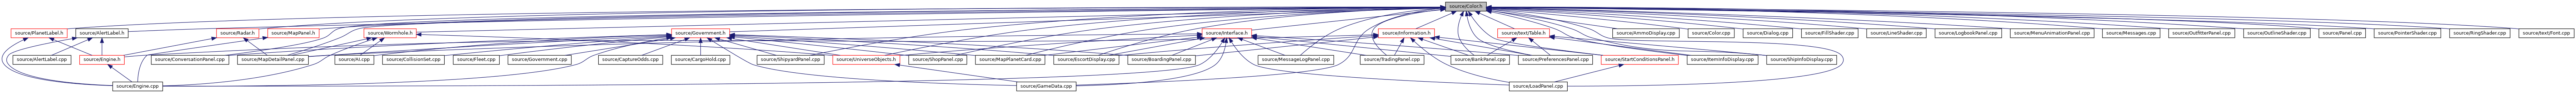 source/Color.h
source/PlanetLabel.h
source/AlertLabel.h
source/Radar.h
source/MapPanel.h
source/Wormhole.h
source/Government.h
source/Interface.h
source/Information.h
source/text/Table.h
source/AmmoDisplay.cpp
source/Color.cpp
source/Dialog.cpp
source/FillShader.cpp
source/LineShader.cpp
source/LogbookPanel.cpp
source/MenuAnimationPanel.cpp
source/Messages.cpp
source/OutfitterPanel.cpp
source/OutlineShader.cpp
source/Panel.cpp
source/PointerShader.cpp
source/RingShader.cpp
source/text/Font.cpp
source/AlertLabel.cpp
source/Engine.h
source/ConversationPanel.cpp
source/MapDetailPanel.cpp
source/AI.cpp
source/CollisionSet.cpp
source/Fleet.cpp
source/Government.cpp
source/CaptureOdds.cpp
source/CargoHold.cpp
source/ShipyardPanel.cpp
source/UniverseObjects.h
source/ShopPanel.cpp
source/MapPlanetCard.cpp
source/EscortDisplay.cpp
source/BoardingPanel.cpp
source/MessageLogPanel.cpp
source/TradingPanel.cpp
source/BankPanel.cpp
source/PreferencesPanel.cpp
source/StartConditionsPanel.h
source/ItemInfoDisplay.cpp
source/ShipInfoDisplay.cpp
source/Engine.cpp
source/GameData.cpp
source/LoadPanel.cpp